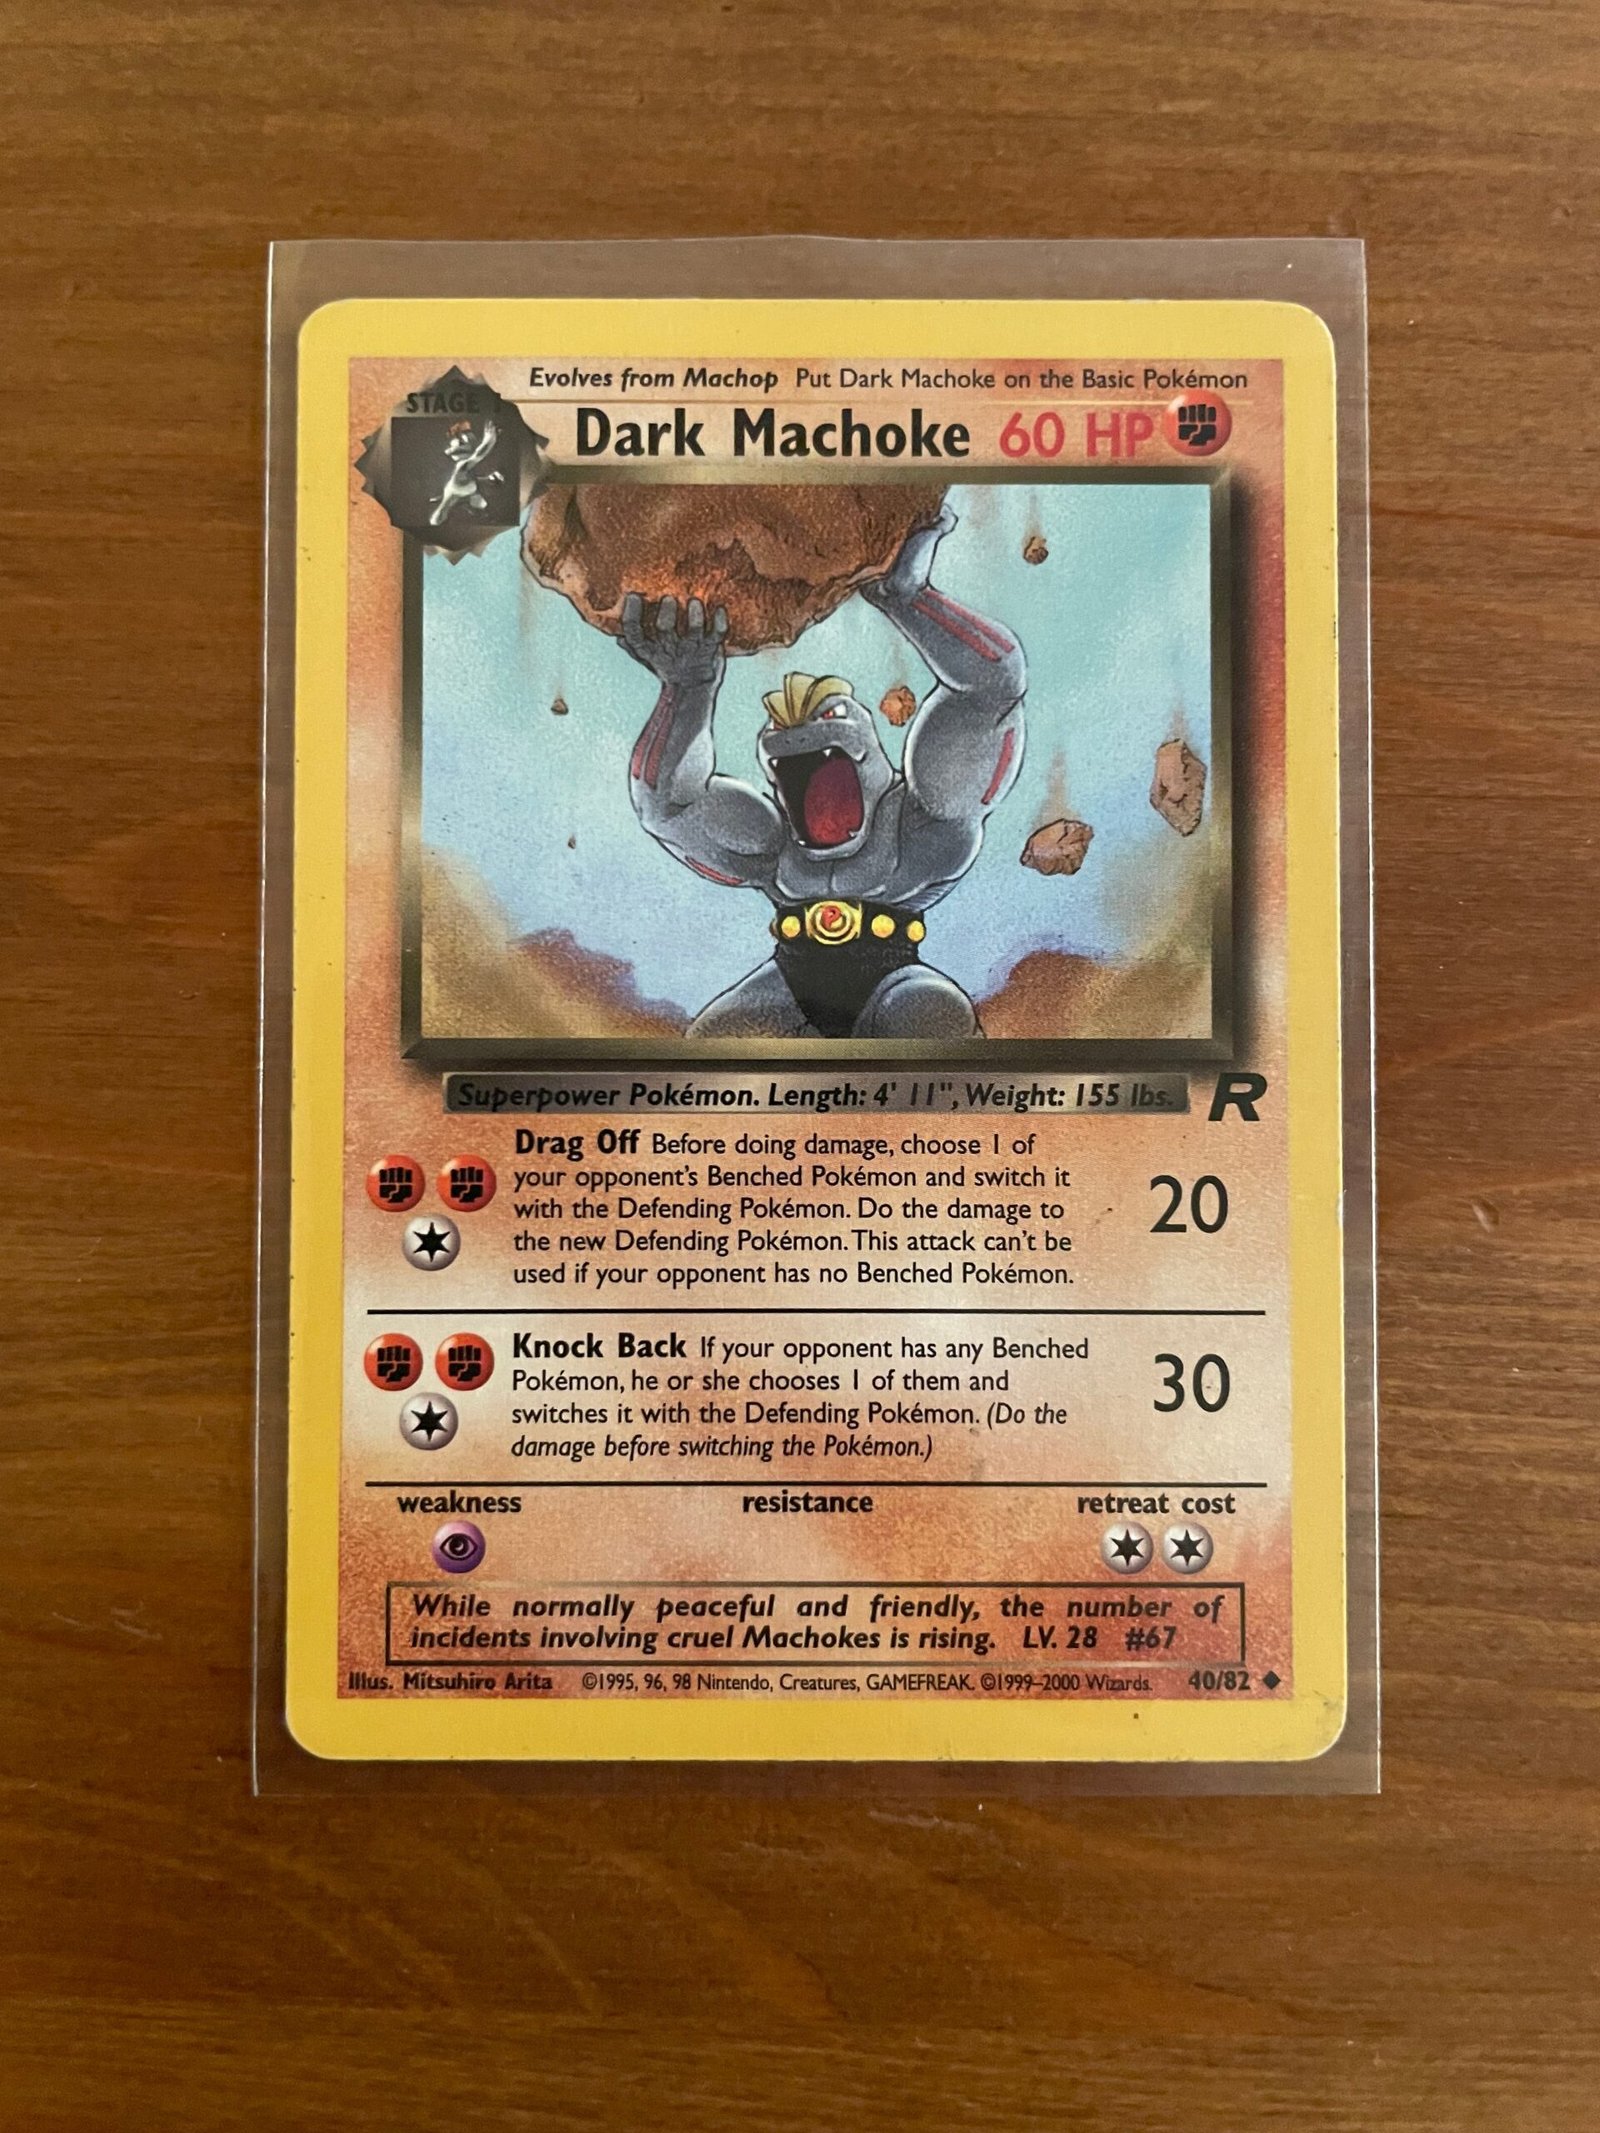 Evolves from Machop Put Dark Machoke on the Basic Pokémon
STAGE 1
Dark Machoke 60 HP
Superpower Pokémon. Length: 4' 11", Weight: 155 lbs.
R
Drag Off Before doing damage, choose 1 of
your opponent's Benched Pokémon and switch it
with the Defending Pokémon. Do the damage to
the new Defending Pokémon. This attack can't be
used if your opponent has no Benched Pokémon.
20
Knock Back If your opponent has any Benched
Pokémon, he or she chooses 1 of them and
switches it with the Defending Pokémon. (Do the
damage before switching the Pokémon.)
30
weakness resistance retreat cost
While normally peaceful and friendly, the number of
incidents involving cruel Machokes is rising. LV. 28 #67
Illus. Mitsuhiro Arita ©1995, 96, 98 Nintendo, Creatures, GAMEFREAK. ©1999–2000 Wizards. 40/82